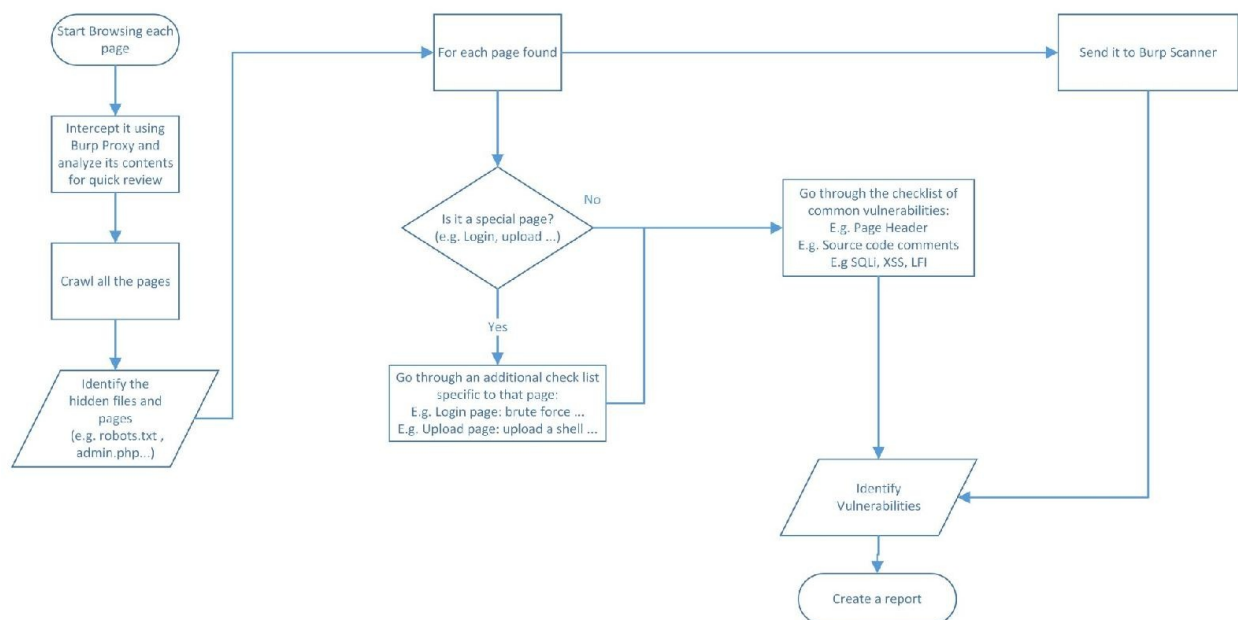 Start Browsing each
page
Intercept it using
Burp Proxy and
analyze its contents
for quick review
Crawl all the pages
Identify the
hidden files and
pages
(e.g. robots.txt ,
admin.php...)
For each page found
Is it a special page?
(e.g. Login, upload ...)
No
Yes
Go through an additional check list
specific to that page:
E.g. Login page: brute force ...
E.g. Upload page: upload a shell ...
Go through the checklist of
common vulnerabilities:
E.g. Page Header
E.g. Source code comments
E.g SQLi, XSS, LFI
Send it to Burp Scanner
Identify
Vulnerabilities
Create a report